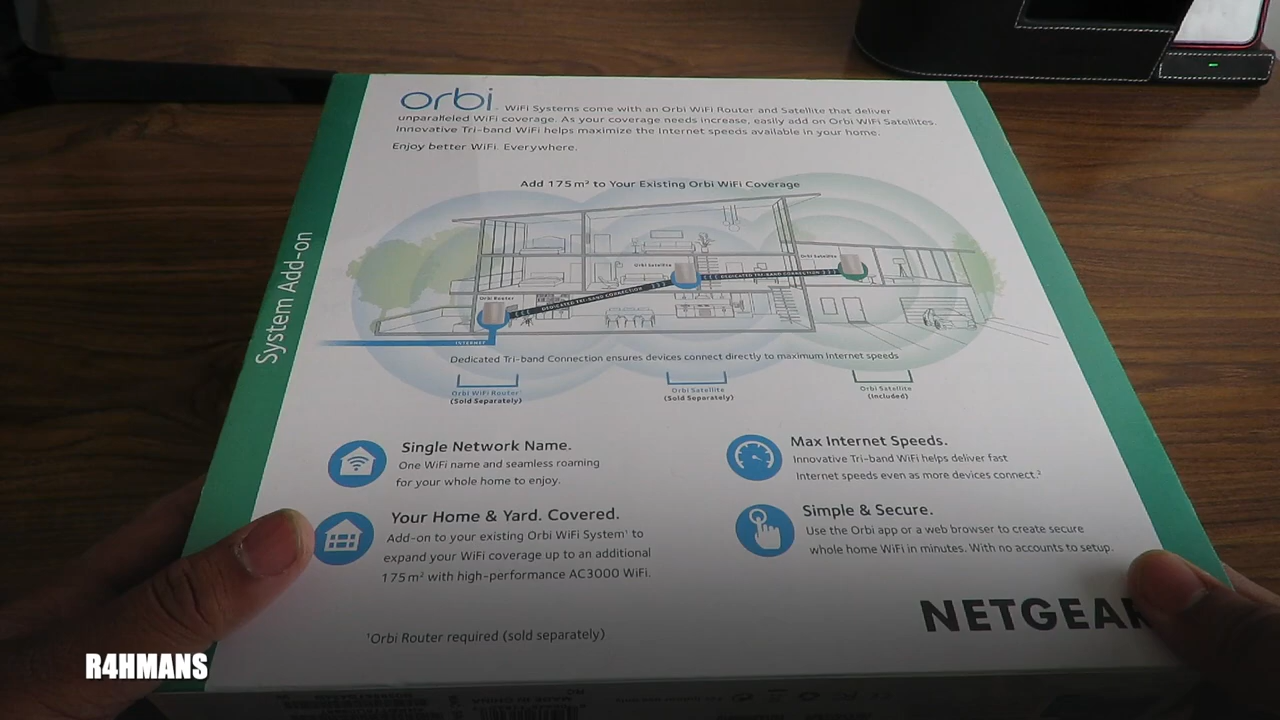 orbi WiFi Systems come with an Orbi WiFi Router and Satellite that deliver
unparalleled WiFi coverage. As your coverage needs increase, easily add on Orbi WiFi Satellites.
Innovative Tri-band WiFi helps maximize the Internet speeds available in your home.
Enjoy better WiFi. Everywhere.
System Add-on
Add 175 m² to Your Existing Orbi WiFi Coverage
Orbi Satellite
Orbi Satellite
Orbi Router
DEDICATED TRI-BAND CONNECTION
DEDICATED TRI-BAND CONNECTION
INTERNET
Dedicated Tri-band Connection ensures devices connect directly to maximum Internet speeds
Orbi WiFi Router
(Sold Separately)
Orbi Satellite
(Sold Separately)
Orbi Satellite
(Included)
Single Network Name.
One WiFi name and seamless roaming
for your whole home to enjoy.
Max Internet Speeds.
Innovative Tri-band WiFi helps deliver fast
Internet speeds even as more devices connect.²
Your Home & Yard. Covered.
Add-on to your existing Orbi WiFi System¹ to
expand your WiFi coverage up to an additional
175 m² with high-performance AC3000 WiFi.
Simple & Secure.
Use the Orbi app or a web browser to create secure
whole home WiFi in minutes. With no accounts to setup.
¹Orbi Router required (sold separately)
NETGEAR
R4HMANS
MADE IN CHINA